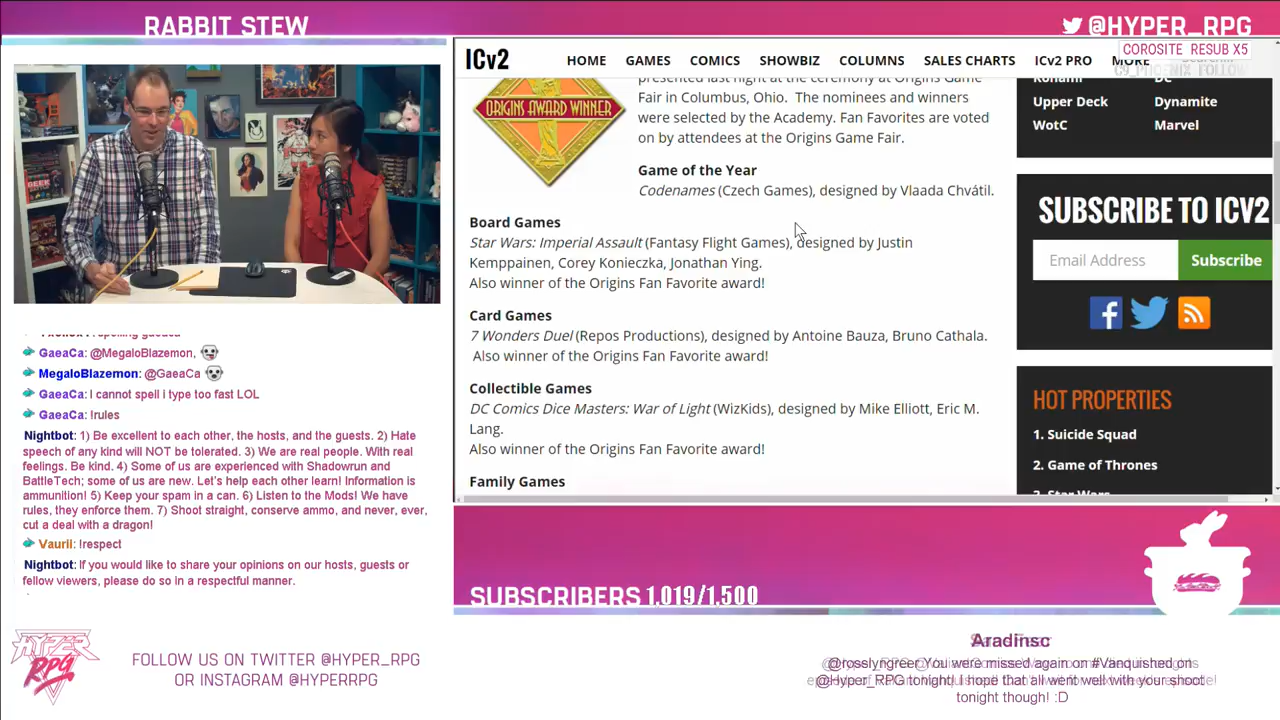 RABBIT STEW
@HYPER_RPG
COROSITE RESUB X5
ICv2
HOME GAMES COMICS SHOWBIZ COLUMNS SALES CHARTS ICv2 PRO MORE
ORIGINS AWARD WINNER
presented last night at the ceremony at Origins Game
Fair in Columbus, Ohio. The nominees and winners
were selected by the Academy. Fan Favorites are voted
on by attendees at the Origins Game Fair.
Game of the Year
Codenames (Czech Games), designed by Vlaada Chvátil.
Board Games
Star Wars: Imperial Assault (Fantasy Flight Games), designed by Justin
Kemppainen, Corey Konieczka, Jonathan Ying.
Also winner of the Origins Fan Favorite award!
Card Games
7 Wonders Duel (Repos Productions), designed by Antoine Bauza, Bruno Cathala.
Also winner of the Origins Fan Favorite award!
Collectible Games
DC Comics Dice Masters: War of Light (WizKids), designed by Mike Elliott, Eric M.
Lang.
Also winner of the Origins Fan Favorite award!
Family Games
Konami DC
Upper Deck Dynamite
WotC Marvel
SUBSCRIBE TO ICV2
Email Address Subscribe
HOT PROPERTIES
1. Suicide Squad
2. Game of Thrones
3. Star Wars
GaeaCa: @MegaloBlazemon,
MegaloBlazemon: @GaeaCa
GaeaCa: I cannot spell i type too fast LOL
GaeaCa: !rules
Nightbot: 1) Be excellent to each other, the hosts, and the guests. 2) Hate
speech of any kind will NOT be tolerated. 3) We are real people. With real
feelings. Be kind. 4) Some of us are experienced with Shadowrun and
BattleTech; some of us are new. Let's help each other learn! Information is
ammunition! 5) Keep your spam in a can. 6) Listen to the Mods! We have
rules, they enforce them. 7) Shoot straight, conserve ammo, and never, ever,
cut a deal with a dragon!
Vaurii: !respect
Nightbot: If you would like to share your opinions on our hosts, guests or
fellow viewers, please do so in a respectful manner.
SUBSCRIBERS 1,019/1,500
HYPER
RPG
FOLLOW US ON TWITTER @HYPER_RPG
OR INSTAGRAM @HYPERRPG
Aradinsc
@roselyngreer You were missed again on #Vanquished on
@Hyper_RPG tonight! I hope that all went well with your shoot
tonight though! :D